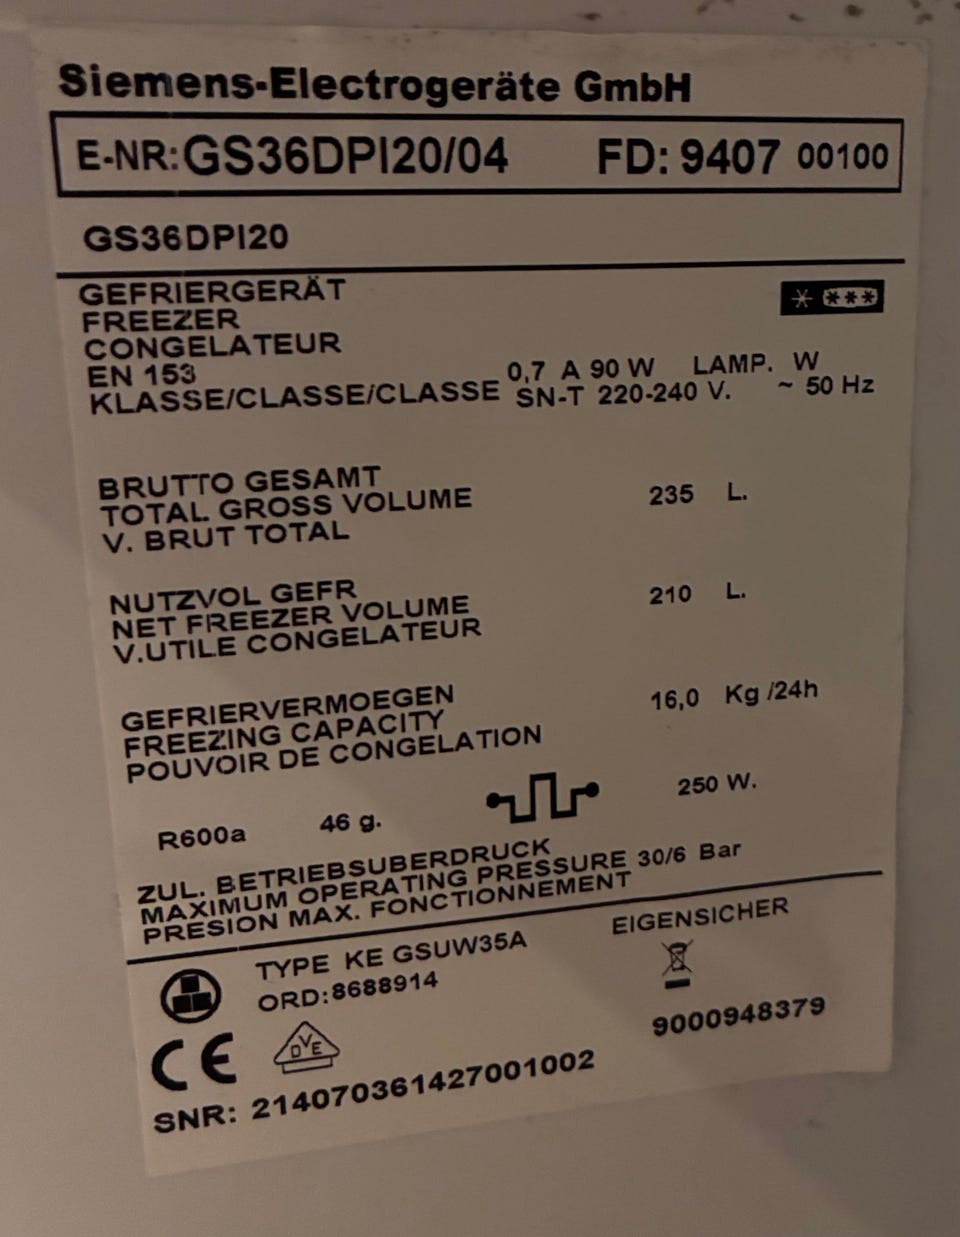 Siemens-Electrogeräte GmbH
E-NR:GS36DPI20/04 FD: 9407 00100
GS36DPI20
GEFRIERGERÄT
FREEZER
CONGELATEUR
EN 153
0,7 A 90 W LAMP. W
KLASSE/CLASSE/CLASSE SN-T 220-240 V. ~ 50 Hz
BRUTTO GESAMT
TOTAL GROSS VOLUME 235 L.
V. BRUT TOTAL
NUTZVOL GEFR
NET FREEZER VOLUME 210 L.
V.UTILE CONGELATEUR
GEFRIERVERMOEGEN
FREEZING CAPACITY 16,0 Kg /24h
POUVOIR DE CONGELATION
R600a 46 g. 250 W.
ZUL. BETRIEBSUBERDRUCK
MAXIMUM OPERATING PRESSURE 30/6 Bar
PRESION MAX. FONCTIONNEMENT
TYPE KE GSUW35A EIGENSICHER
ORD:8688914
CE DVE 9000948379
SNR: 214070361427001002